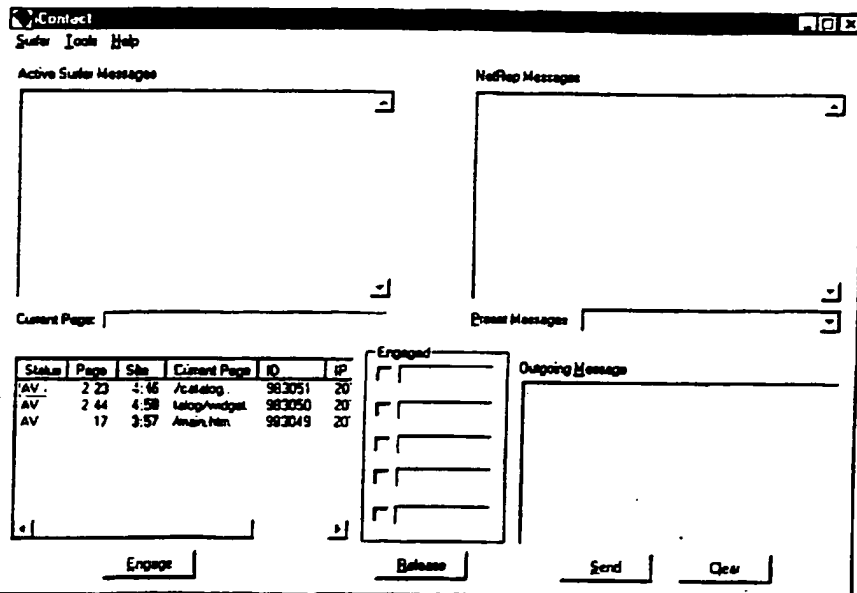 iContact
Surfer Tools Help
Active Surfer Messages
NetRep Messages
Current Page:
Preset Messages
Status Page Site Current Page ID IP
AV 2:23 4:16 /catalog.. 983051 20
AV 2:44 4:58 talog/widget. 983050 20
AV 17 3:57 /main.htm 983049 20
Engaged
Outgoing Message
Engage
Release
Send
Clear